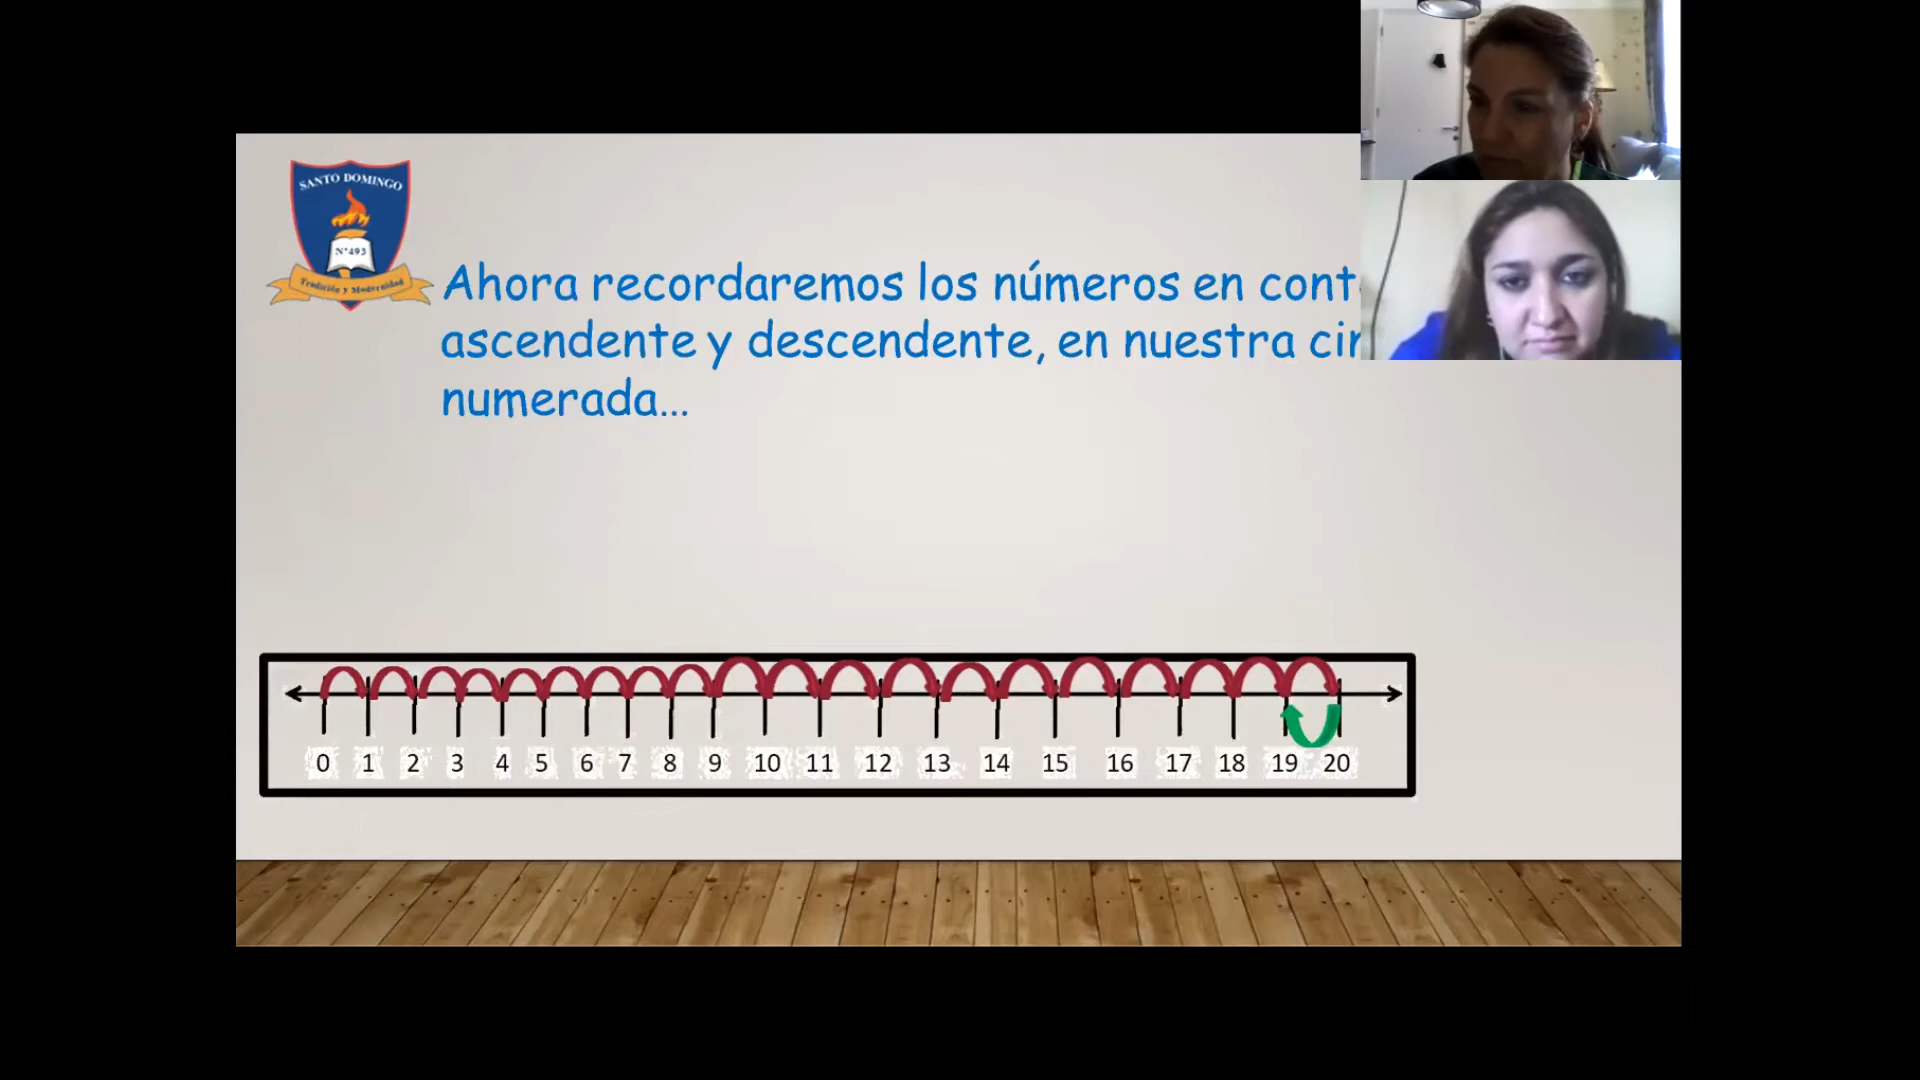 SANTO DOMINGO
N°493
Tradición y Modernidad
Ahora recordaremos los números en cont
ascendente y descendente, en nuestra cin
numerada...
0 1 2 3 4 5 6 7 8 9 10 11 12 13 14 15 16 17 18 19 20